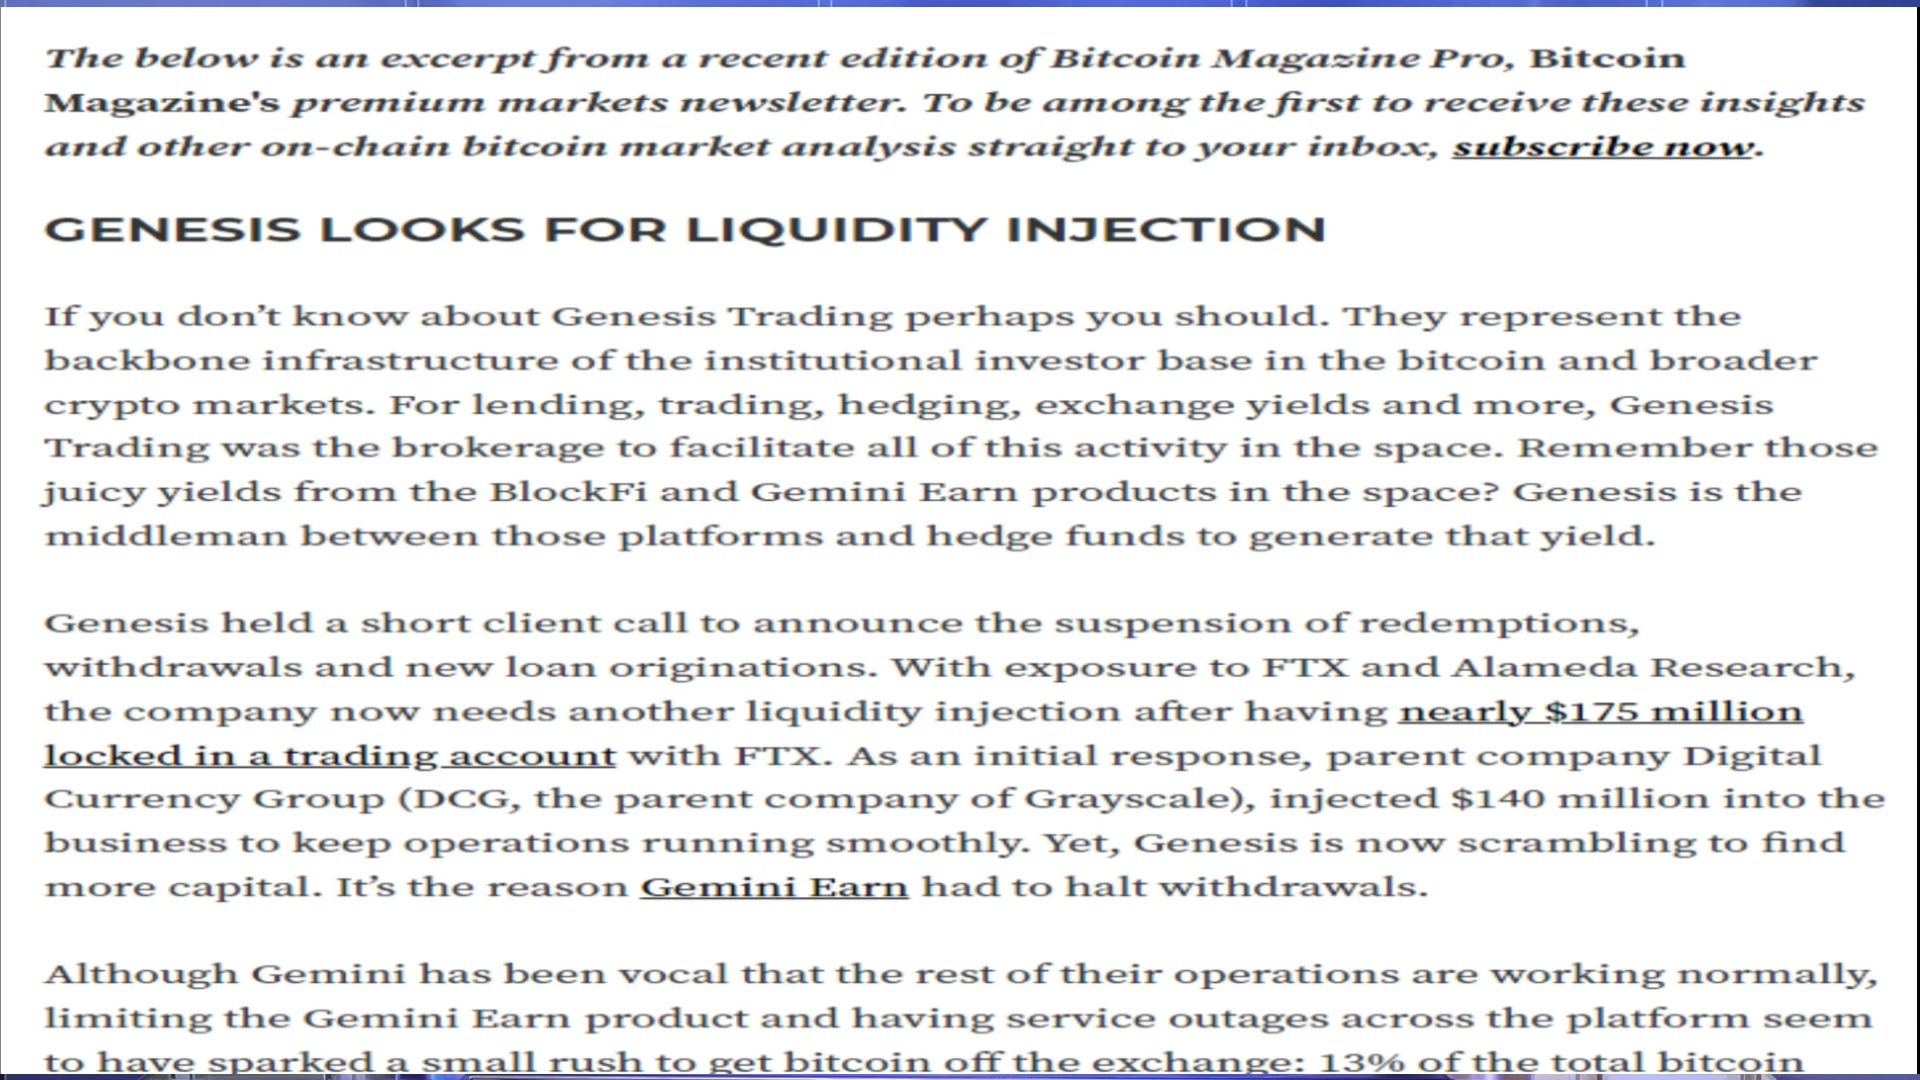 The below is an excerpt from a recent edition of Bitcoin Magazine Pro, Bitcoin
Magazine's premium markets newsletter. To be among the first to receive these insights
and other on-chain bitcoin market analysis straight to your inbox, subscribe now.
GENESIS LOOKS FOR LIQUIDITY INJECTION
If you don’t know about Genesis Trading perhaps you should. They represent the
backbone infrastructure of the institutional investor base in the bitcoin and broader
crypto markets. For lending, trading, hedging, exchange yields and more, Genesis
Trading was the brokerage to facilitate all of this activity in the space. Remember those
juicy yields from the BlockFi and Gemini Earn products in the space? Genesis is the
middleman between those platforms and hedge funds to generate that yield.
Genesis held a short client call to announce the suspension of redemptions,
withdrawals and new loan originations. With exposure to FTX and Alameda Research,
the company now needs another liquidity injection after having nearly $175 million
locked in a trading account with FTX. As an initial response, parent company Digital
Currency Group (DCG, the parent company of Grayscale), injected $140 million into the
business to keep operations running smoothly. Yet, Genesis is now scrambling to find
more capital. It’s the reason Gemini Earn had to halt withdrawals.
Although Gemini has been vocal that the rest of their operations are working normally,
limiting the Gemini Earn product and having service outages across the platform seem
to have sparked a small rush to get bitcoin off the exchange: 13% of the total bitcoin